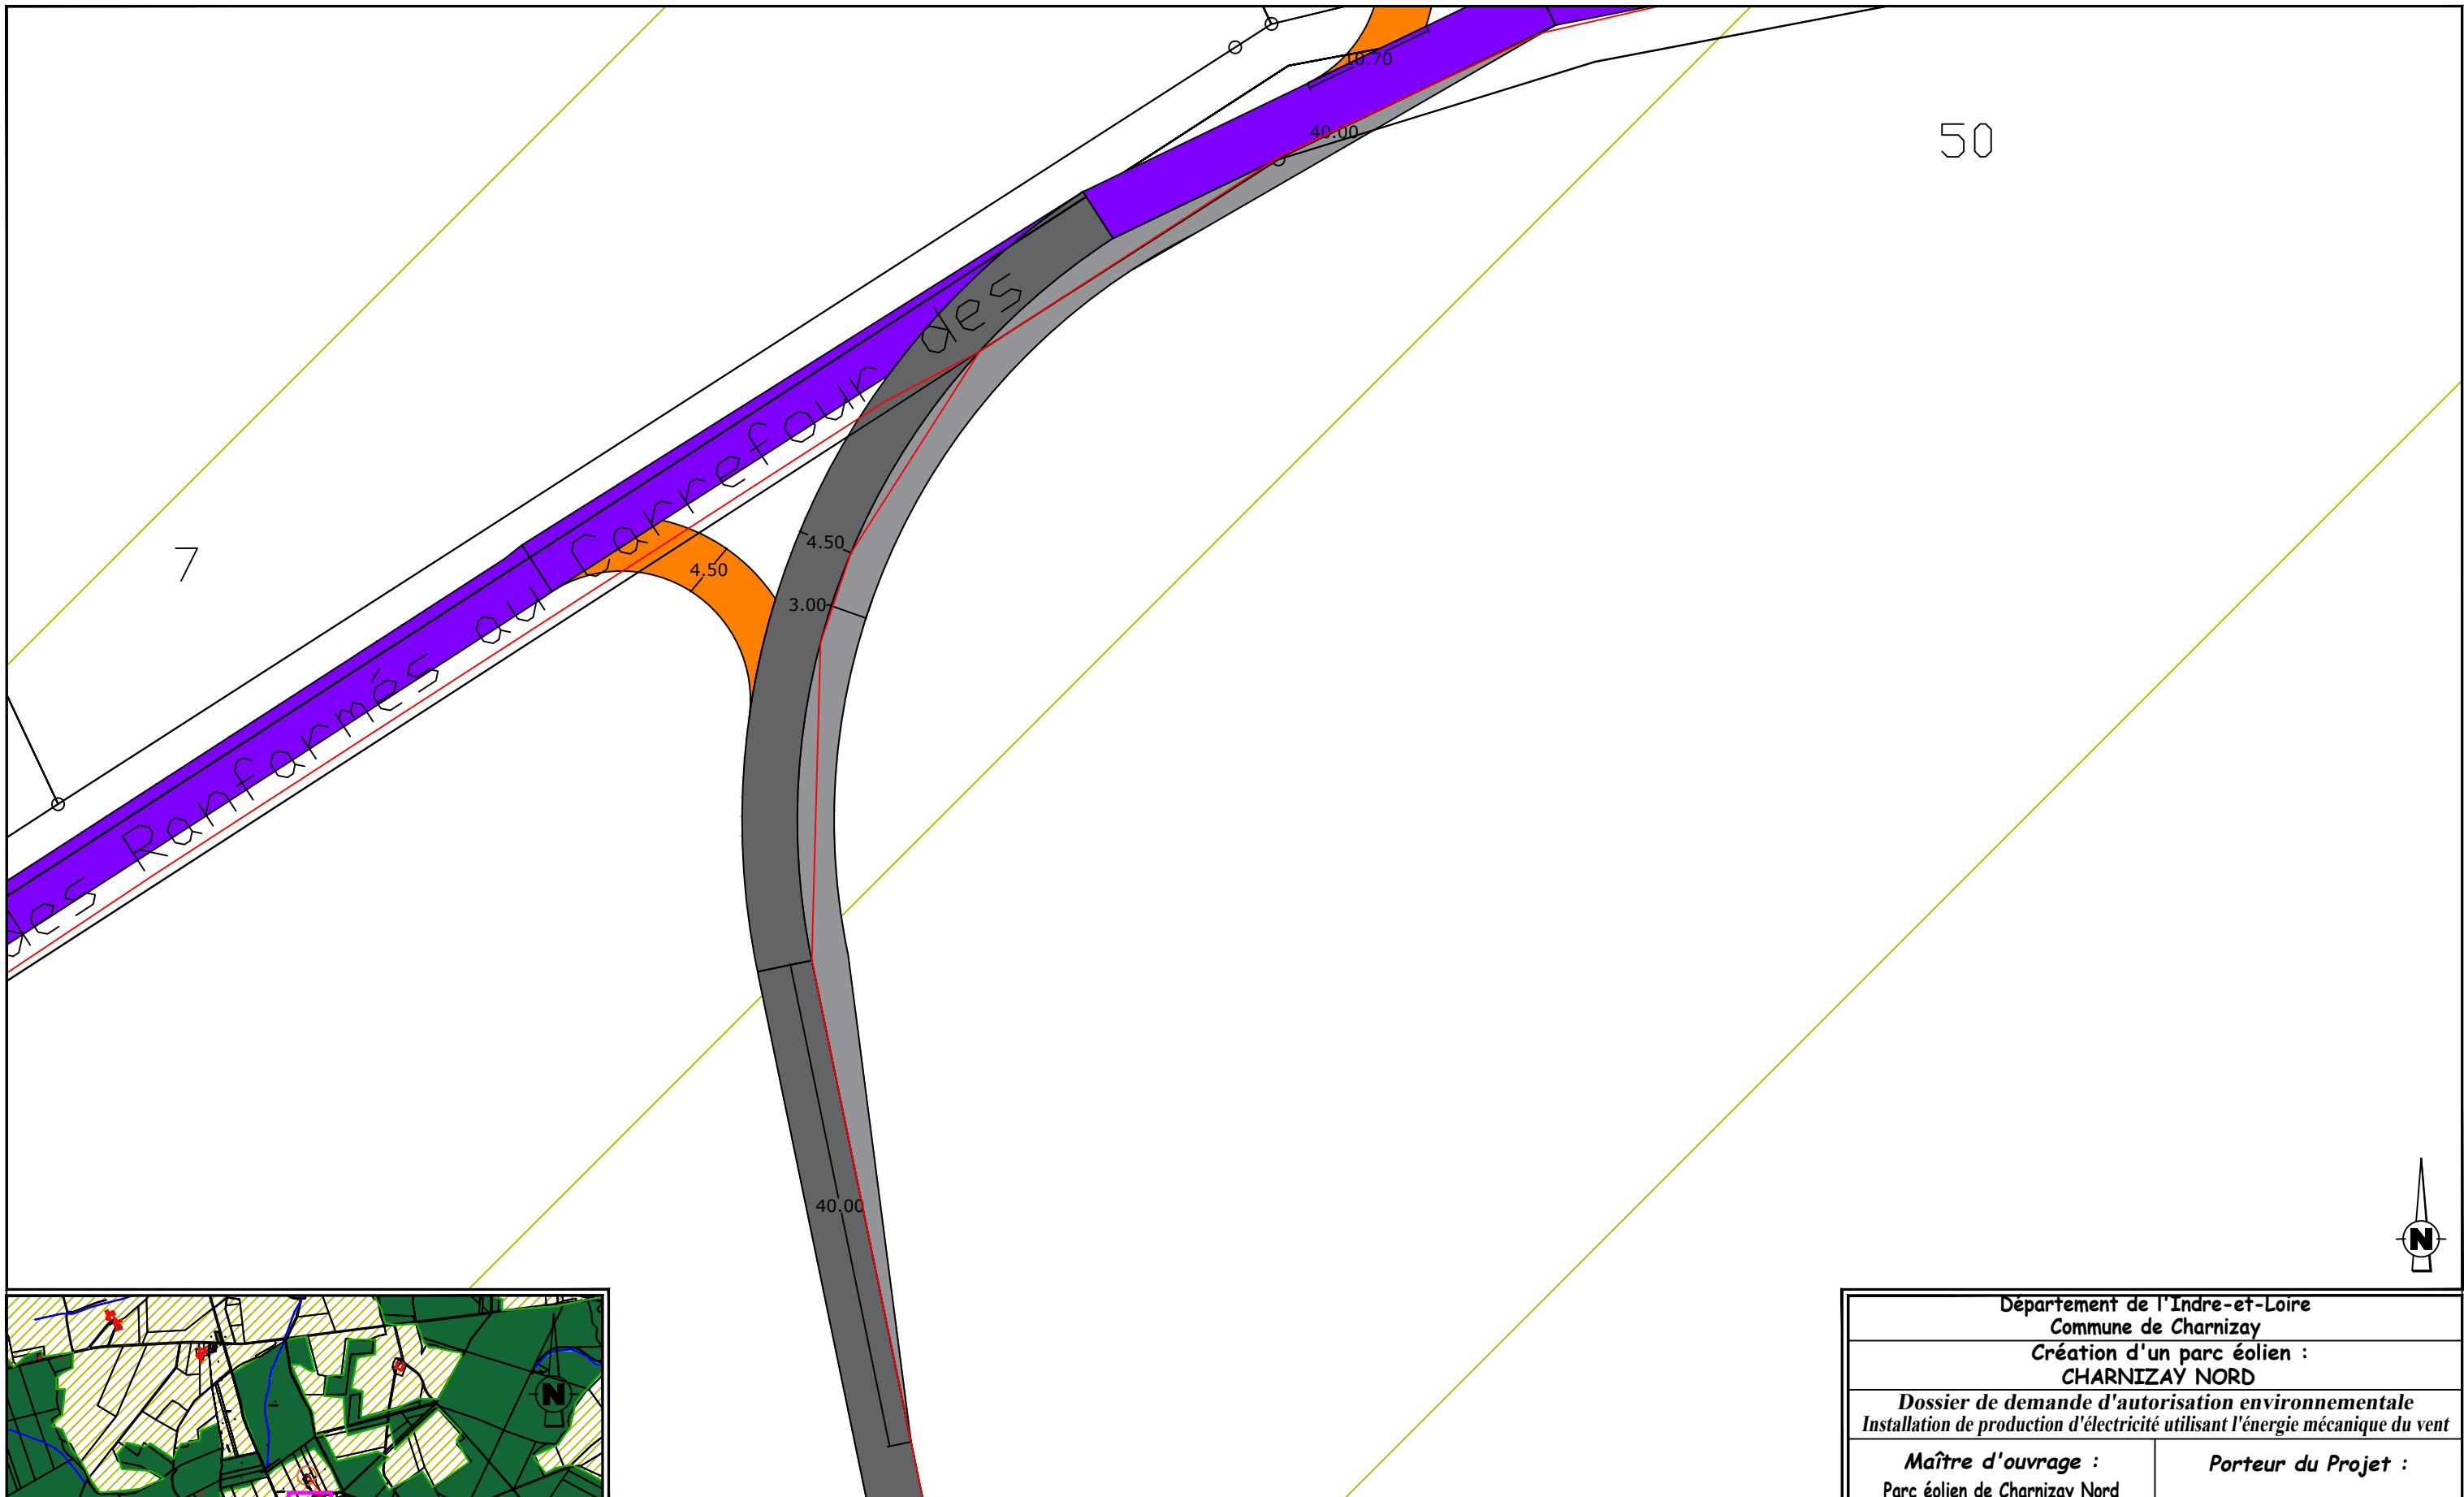 10.70
40.00
50
des Renformés au Carrefour des
7
4.50
4.50
3.00
40.00
N
N
Département de l'Indre-et-Loire
Commune de Charnizay
Création d'un parc éolien :
CHARNIZAY NORD
Dossier de demande d'autorisation environnementale
Installation de production d'électricité utilisant l'énergie mécanique du vent
Maître d'ouvrage :
Parc éolien de Charnizay Nord
Porteur du Projet :